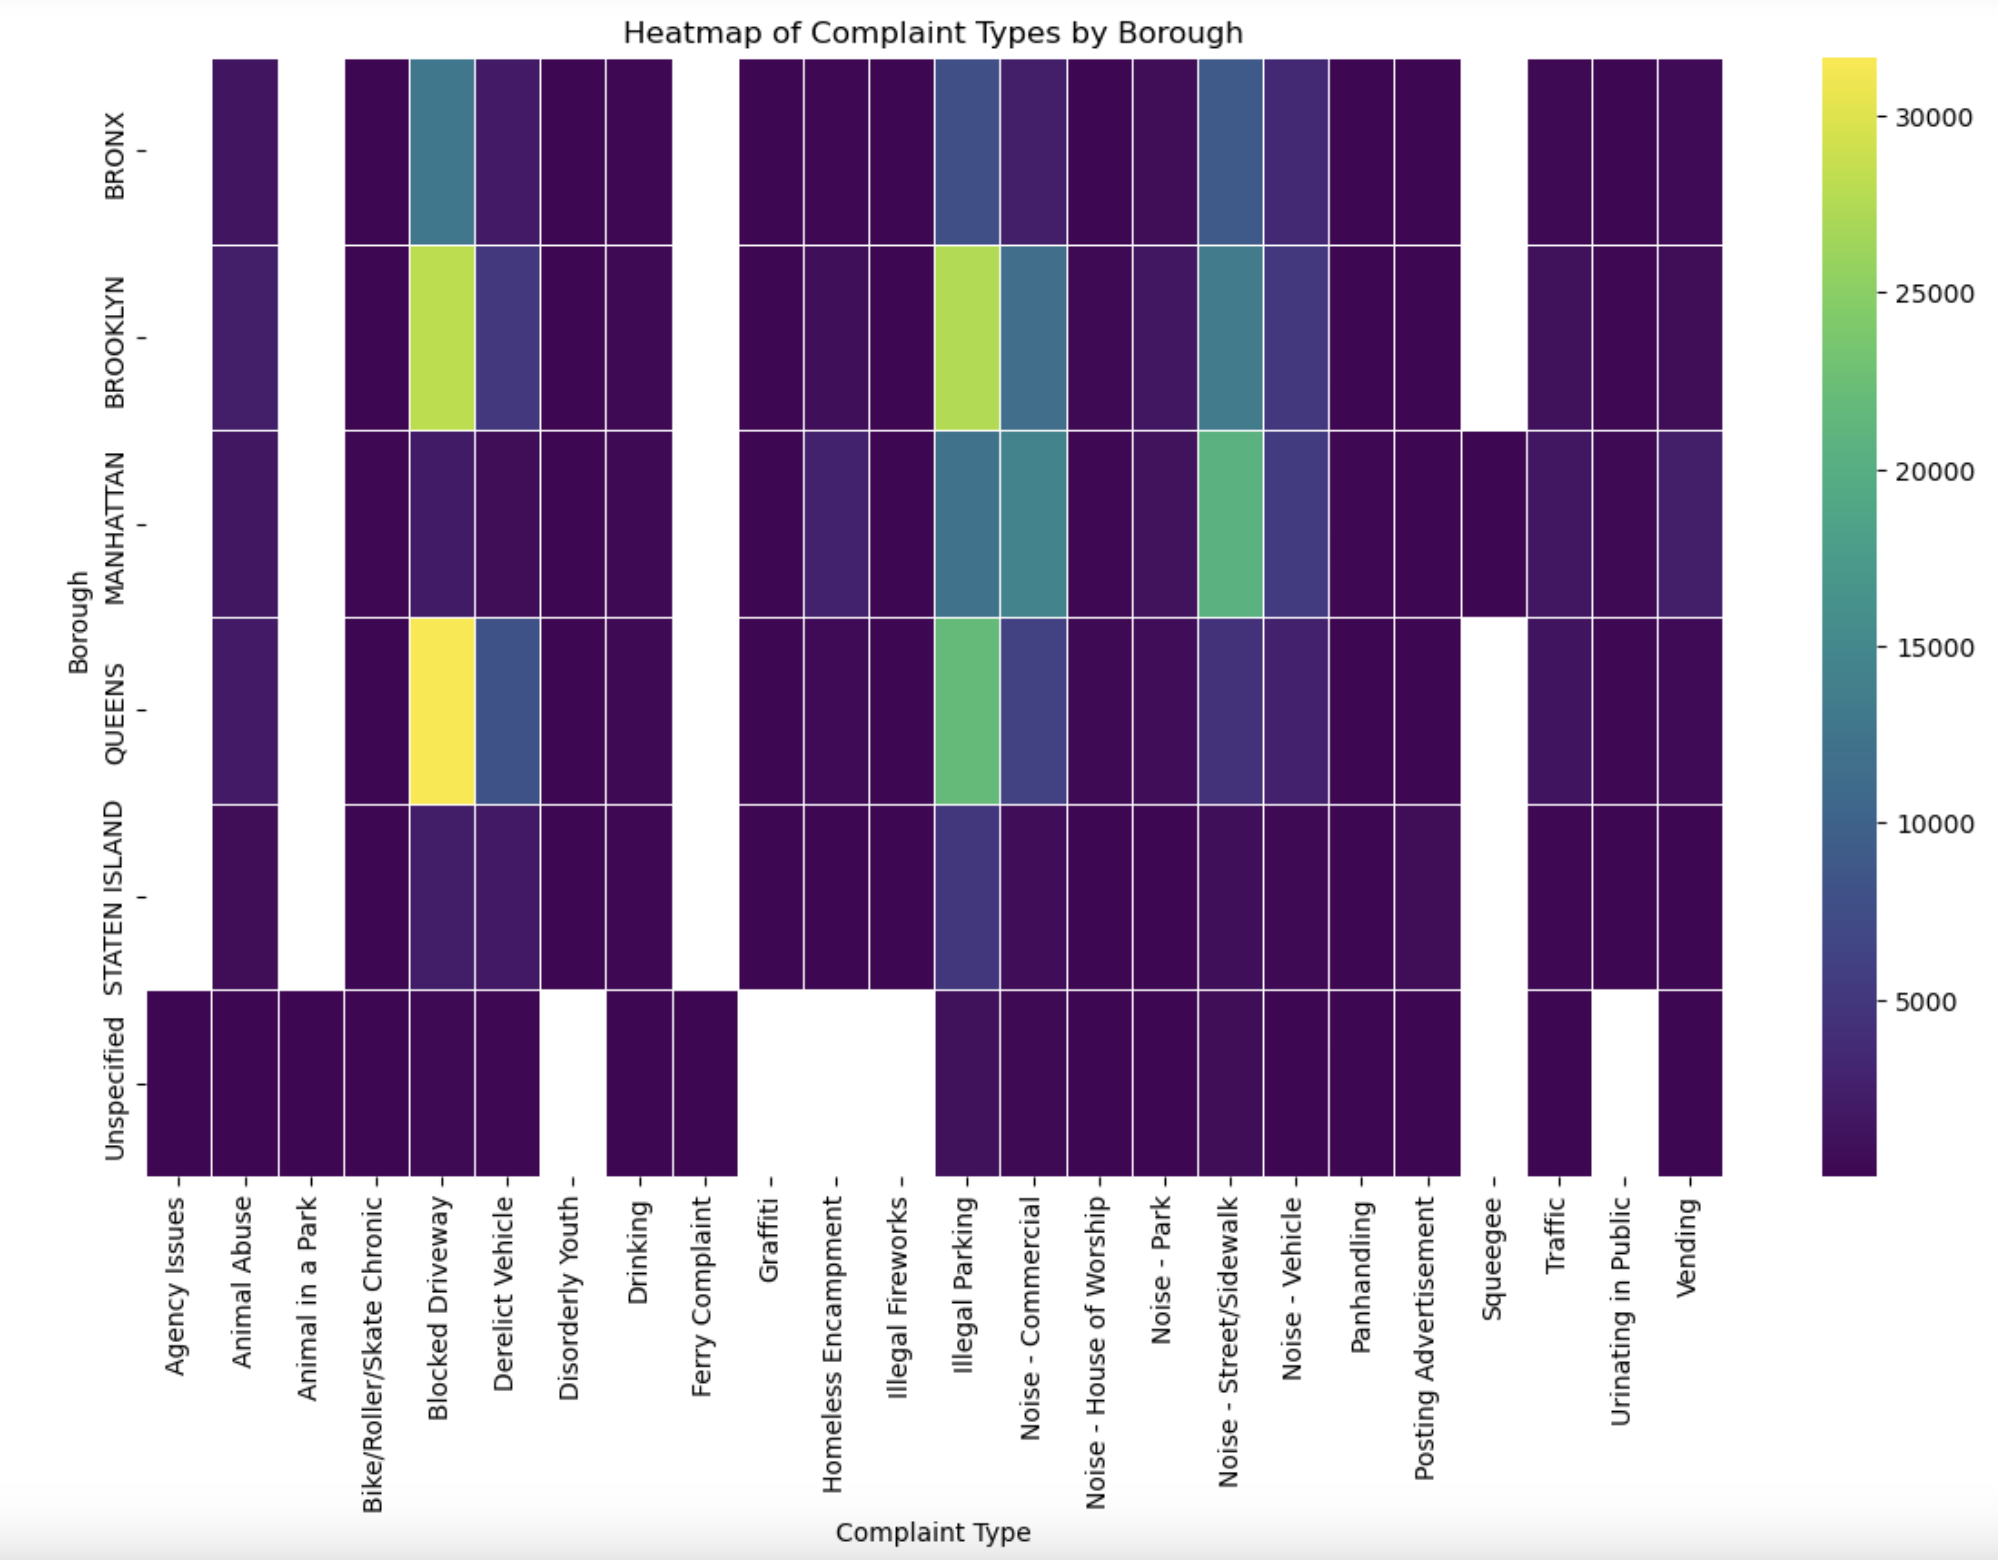 Heatmap of Complaint Types by Borough
Borough
BRONX
BROOKLYN
MANHATTAN
QUEENS
STATEN ISLAND
Unspecified
30000
25000
20000
15000
10000
5000
Agency Issues
Animal Abuse
Animal in a Park
Bike/Roller/Skate Chronic
Blocked Driveway
Derelict Vehicle
Disorderly Youth
Drinking
Ferry Complaint
Graffiti
Homeless Encampment
Illegal Fireworks
Illegal Parking
Noise - Commercial
Noise - House of Worship
Noise - Park
Noise - Street/Sidewalk
Noise - Vehicle
Panhandling
Posting Advertisement
Squeegee
Traffic
Urinating in Public
Vending
Complaint Type